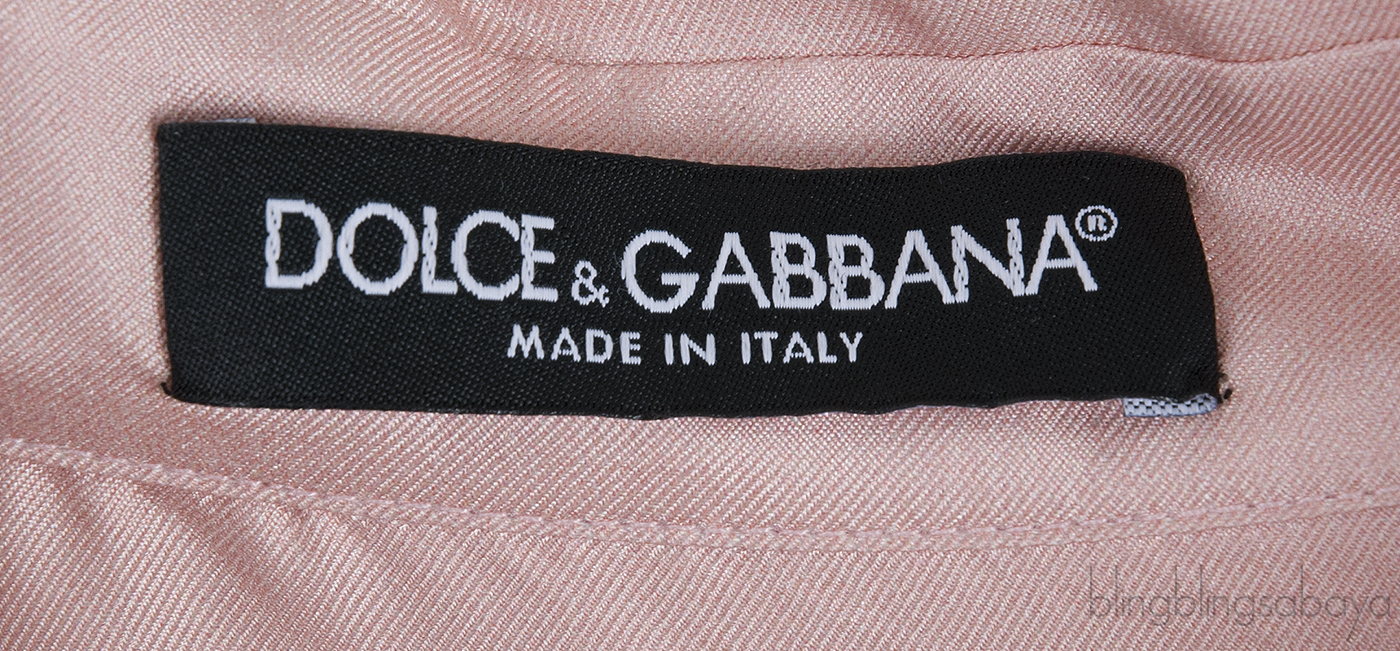 DOLCE & GABBANA®
MADE IN ITALY
blingblingsabaya